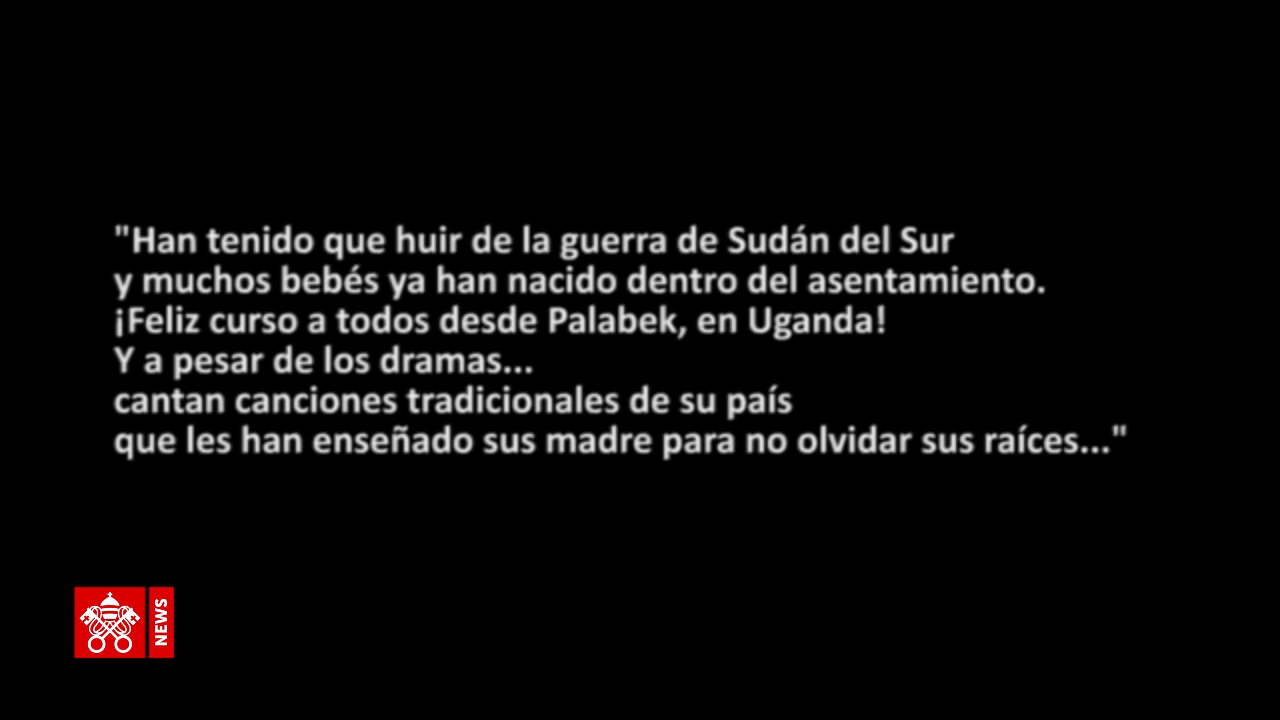 "Han tenido que huir de la guerra de Sudán del Sur
y muchos bebés ya han nacido dentro del asentamiento.
¡Feliz curso a todos desde Palabek, en Uganda!
Y a pesar de los dramas...
cantan canciones tradicionales de su país
que les han enseñado sus madre para no olvidar sus raíces..."
NEWS